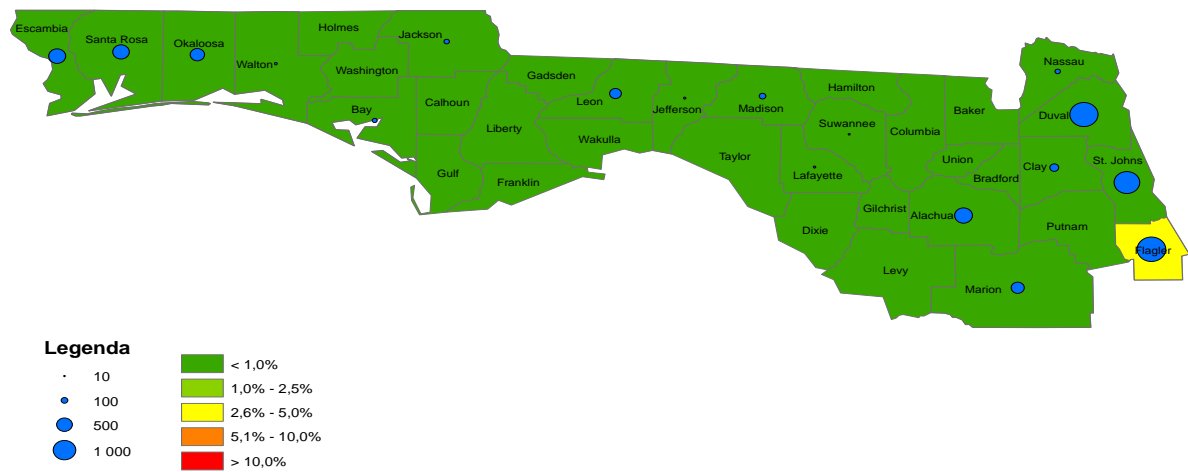 Escambia
Santa Rosa
Okaloosa
Walton
Holmes
Washington
Jackson
Bay
Calhoun
Gulf
Liberty
Franklin
Gadsden
Leon
Wakulla
Jefferson
Madison
Taylor
Hamilton
Suwannee
Lafayette
Dixie
Columbia
Gilchrist
Levy
Baker
Union
Bradford
Alachua
Marion
Nassau
Duval
Clay
St. Johns
Putnam
Flagler
Legenda
10
100
500
1 000
< 1,0%
1,0% - 2,5%
2,6% - 5,0%
5,1% - 10,0%
> 10,0%